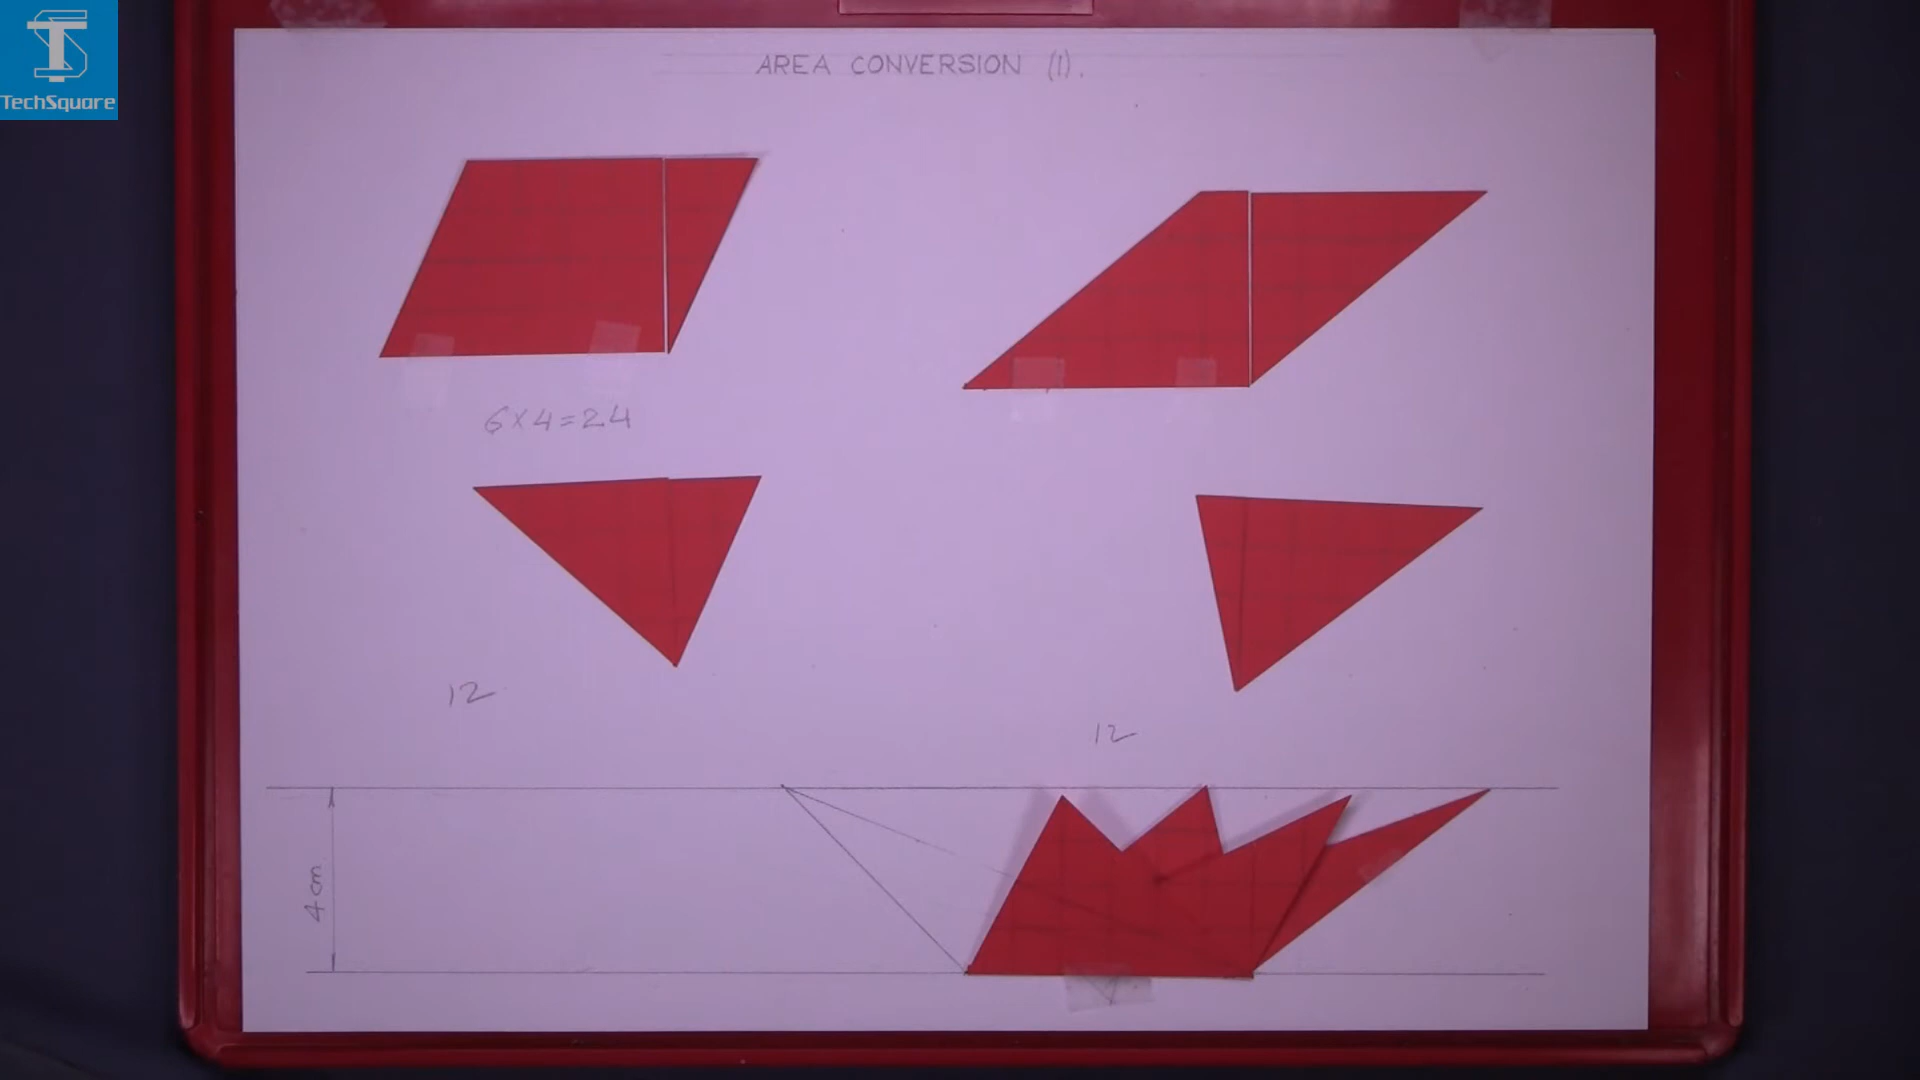 TechSquare
AREA CONVERSION (1).
6×4=24
12
12
4cm